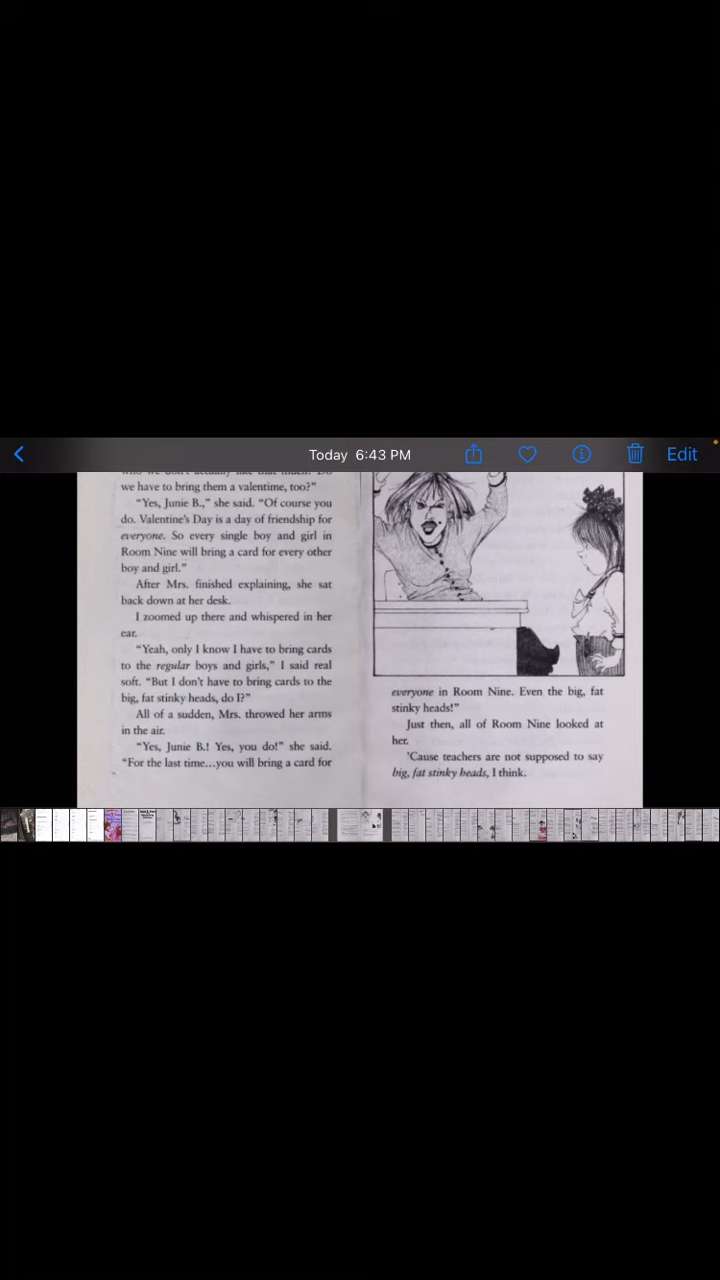 Today 6:43 PM
Edit
we have to bring them a valentime, too?"
"Yes, Junie B.," she said. "Of course you
do. Valentine's Day is a day of friendship for
everyone. So every single boy and girl in
Room Nine will bring a card for every other
boy and girl."
After Mrs. finished explaining, she sat
back down at her desk.
I zoomed up there and whispered in her
ear.
"Yeah, only I know I have to bring cards
to the regular boys and girls," I said real
soft. "But I don't have to bring cards to the
big, fat stinky heads, do I?"
All of a sudden, Mrs. throwed her arms
in the air.
"Yes, Junie B.! Yes, you do!" she said.
"For the last time...you will bring a card for
everyone in Room Nine. Even the big, fat
stinky heads!"
Just then, all of Room Nine looked at
her.
'Cause teachers are not supposed to say
big, fat stinky heads, I think.